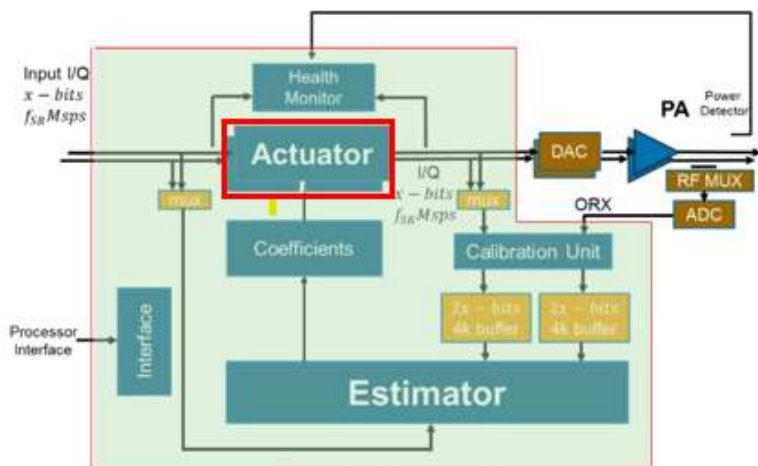 Input I/Q
x − bits
f_SR Msps
Health
Monitor
Actuator
I/Q
x − bits
f_SR Msps
mux
mux
DAC
PA
Power
Detector
RF MUX
ADC
ORX
Coefficients
Calibration Unit
2x − bits
4k buffer
2x − bits
4k buffer
Processor
Interface
Interface
Estimator